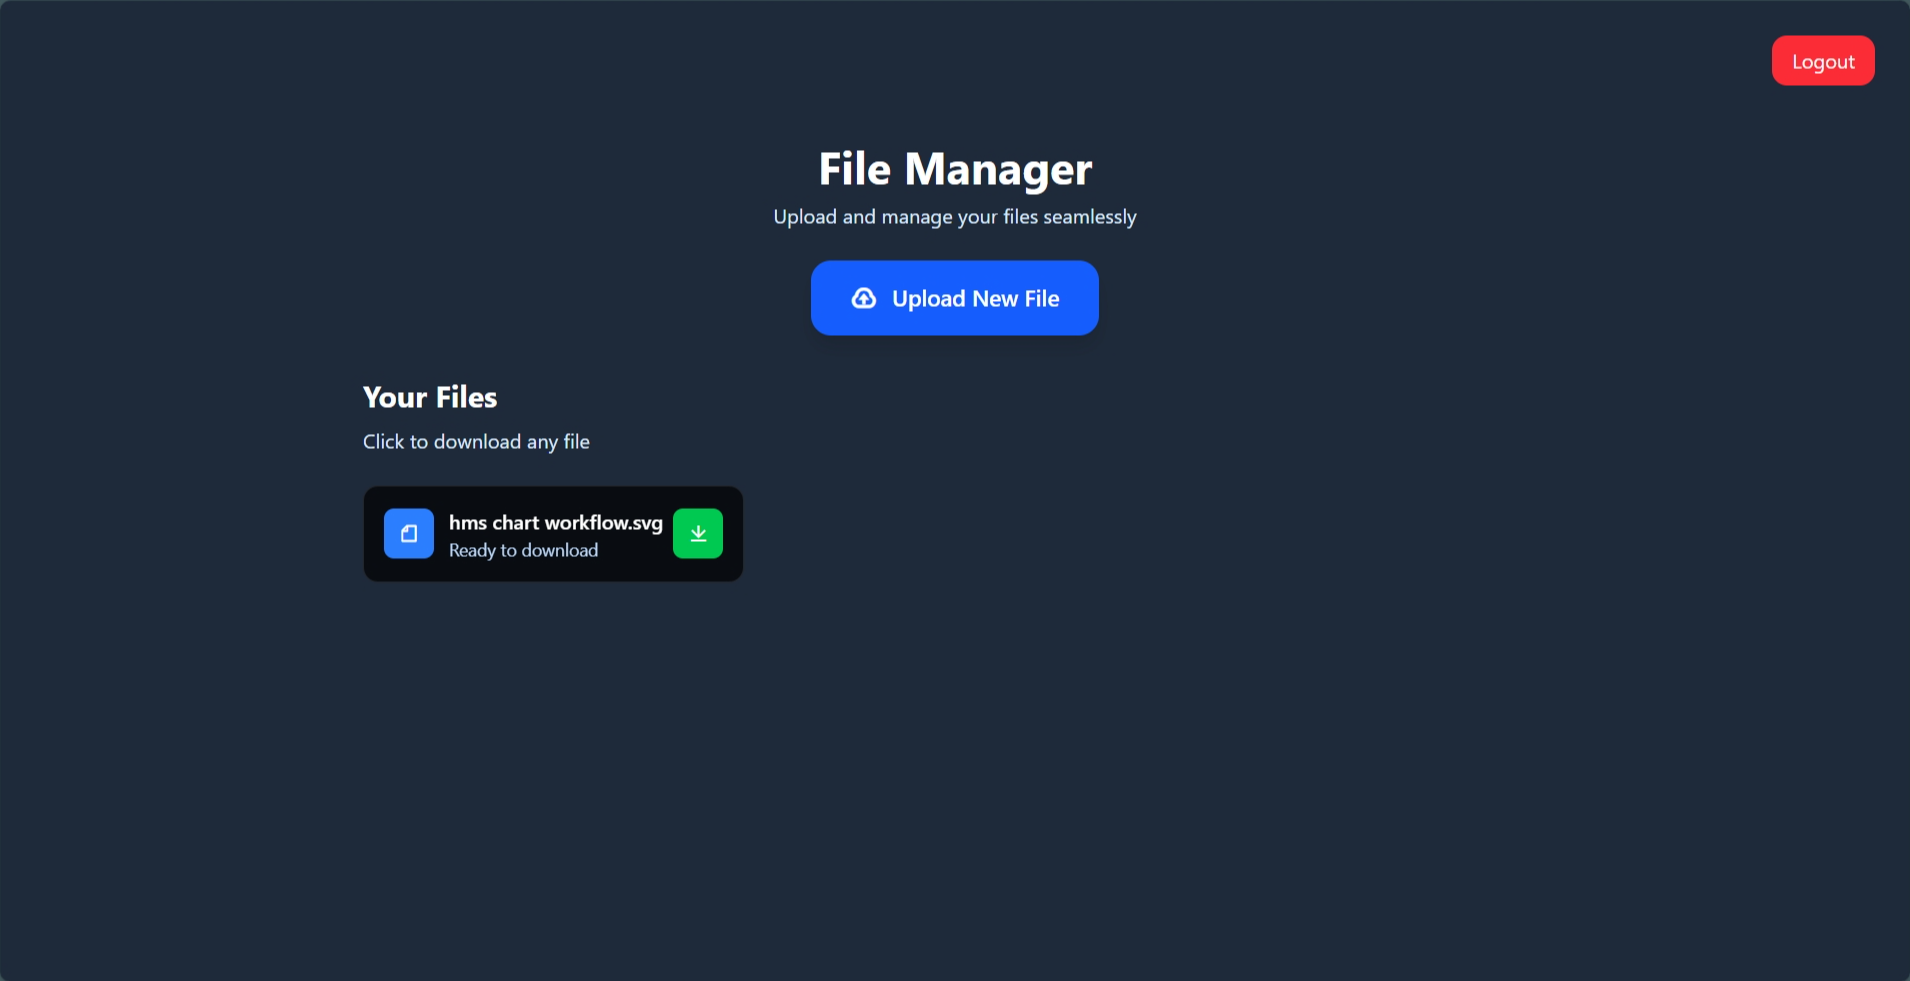 Logout
File Manager
Upload and manage your files seamlessly
Upload New File
Your Files
Click to download any file
hms chart workflow.svg
Ready to download